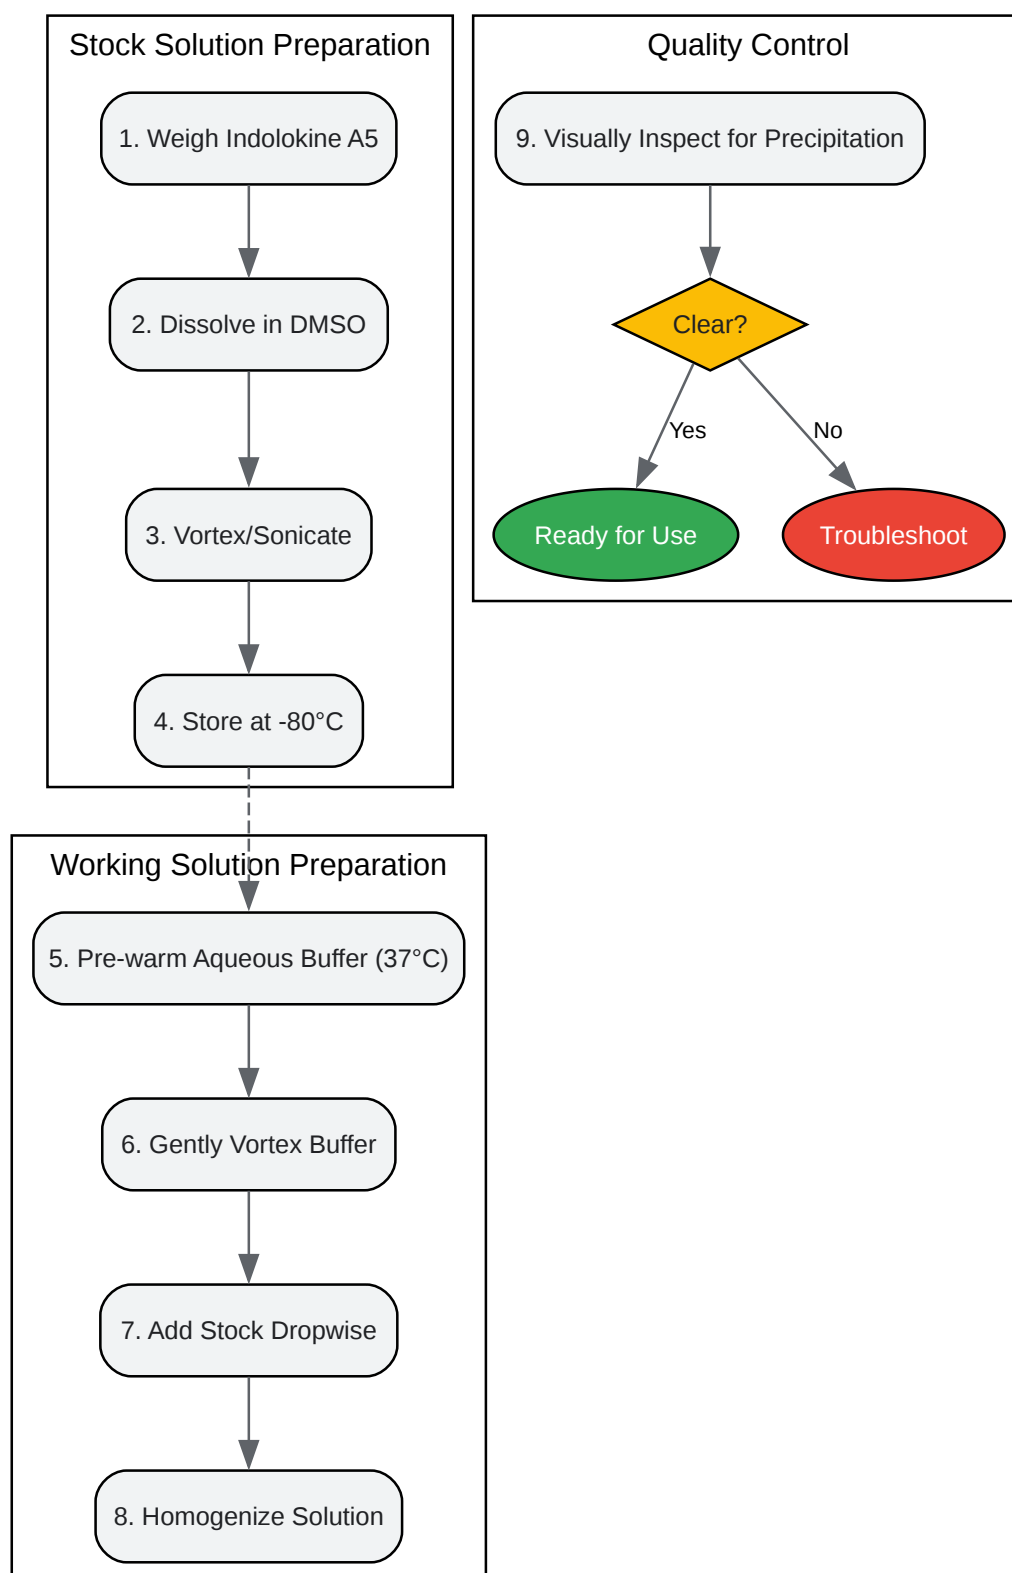 Stock Solution Preparation
1. Weigh Indolokine A5
2. Dissolve in DMSO
3. Vortex/Sonicate
4. Store at -80°C
Working Solution Preparation
5. Pre-warm Aqueous Buffer (37°C)
6. Gently Vortex Buffer
7. Add Stock Dropwise
8. Homogenize Solution
Quality Control
9. Visually Inspect for Precipitation
Clear?
Yes
No
Ready for Use
Troubleshoot